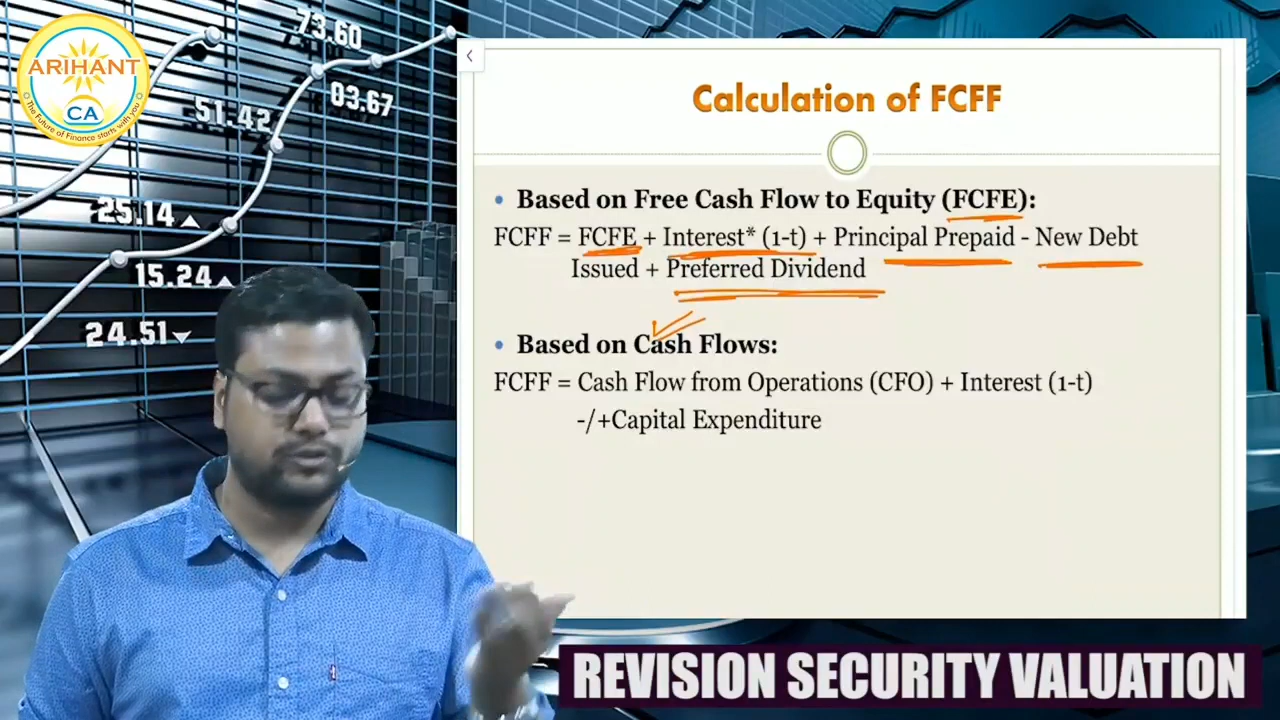 ARIHANT
CA
The Future of Finance starts with you
73.60
51.42
03.67
25.14
15.24
24.51
Calculation of FCFF
• Based on Free Cash Flow to Equity (FCFE):
FCFF = FCFE + Interest* (1-t) + Principal Prepaid - New Debt
Issued + Preferred Dividend
• Based on Cash Flows:
FCFF = Cash Flow from Operations (CFO) + Interest (1-t)
-/+Capital Expenditure
REVISION SECURITY VALUATION